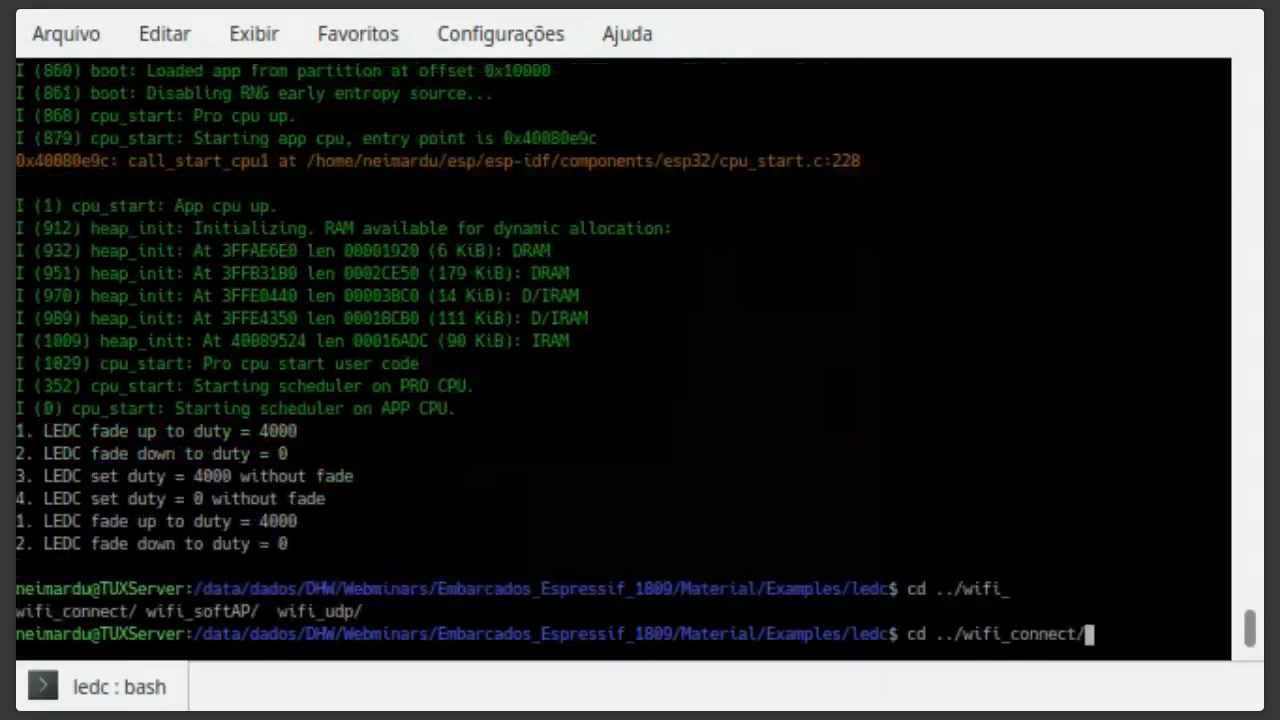 Arquivo Editar Exibir Favoritos Configurações Ajuda
I (860) boot: Loaded app from partition at offset 0x10000
I (861) boot: Disabling RNG early entropy source...
I (868) cpu_start: Pro cpu up.
I (879) cpu_start: Starting app cpu, entry point is 0x40080e9c
0x40080e9c: call_start_cpu1 at /home/neimardu/esp/esp-idf/components/esp32/cpu_start.c:228
I (1) cpu_start: App cpu up.
I (912) heap_init: Initializing. RAM available for dynamic allocation:
I (932) heap_init: At 3FFAE6E0 len 00001920 (6 KiB): DRAM
I (951) heap_init: At 3FFB31B0 len 0002CE50 (179 KiB): DRAM
I (970) heap_init: At 3FFE0440 len 00003BC0 (14 KiB): D/IRAM
I (989) heap_init: At 3FFE4350 len 0001BCB0 (111 KiB): D/IRAM
I (1009) heap_init: At 40089524 len 00016ADC (90 KiB): IRAM
I (1029) cpu_start: Pro cpu start user code
I (352) cpu_start: Starting scheduler on PRO CPU.
I (0) cpu_start: Starting scheduler on APP CPU.
1. LEDC fade up to duty = 4000
2. LEDC fade down to duty = 0
3. LEDC set duty = 4000 without fade
4. LEDC set duty = 0 without fade
1. LEDC fade up to duty = 4000
2. LEDC fade down to duty = 0
neimardu@TUXServer:/data/dados/DHW/Webminars/Embarcados_Espressif_1809/Material/Examples/ledc$ cd ../wifi_
wifi_connect/ wifi_softAP/ wifi_udp/
neimardu@TUXServer:/data/dados/DHW/Webminars/Embarcados_Espressif_1809/Material/Examples/ledc$ cd ../wifi_connect/
ledc : bash